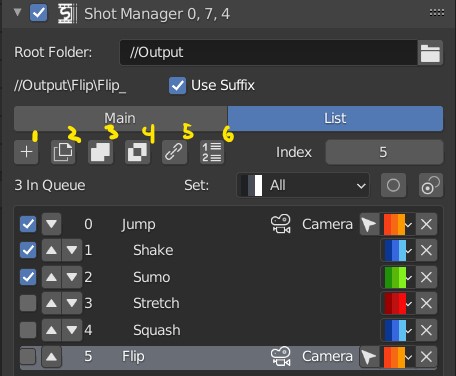 Shot Manager 0, 7, 4
Root Folder: //Output
//Output\Flip\Flip_ Use Suffix
Main List
1 2 3 4 5 6
Index 5
3 In Queue Set: All
0 Jump Camera
1 Shake
2 Sumo
3 Stretch
4 Squash
5 Flip Camera